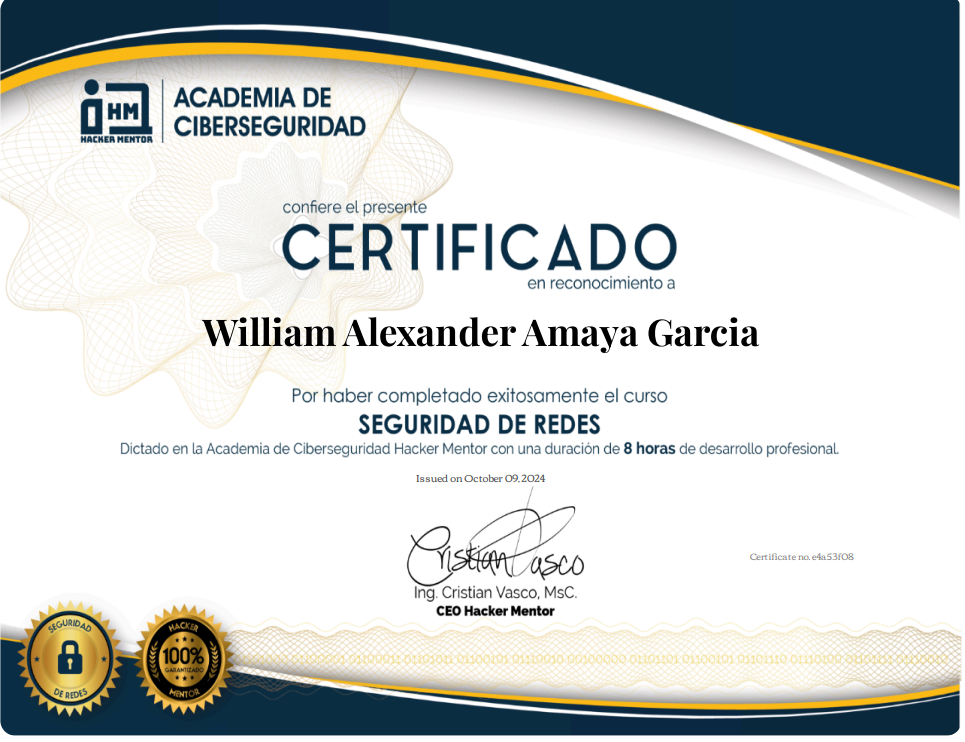 HM
HACKER MENTOR
ACADEMIA DE
CIBERSEGURIDAD
confiere el presente
CERTIFICADO
en reconocimiento a
William Alexander Amaya Garcia
Por haber completado exitosamente el curso
SEGURIDAD DE REDES
Dictado en la Academia de Ciberseguridad Hacker Mentor con una duración de 8 horas de desarrollo profesional.
Issued on October 09, 2024
Cristian Vasco
Certificate no. e4a53f08
Ing. Cristian Vasco, MsC.
CEO Hacker Mentor
SEGURIDAD
DE REDES
HACKER
100%
GARANTIZADO
MENTOR